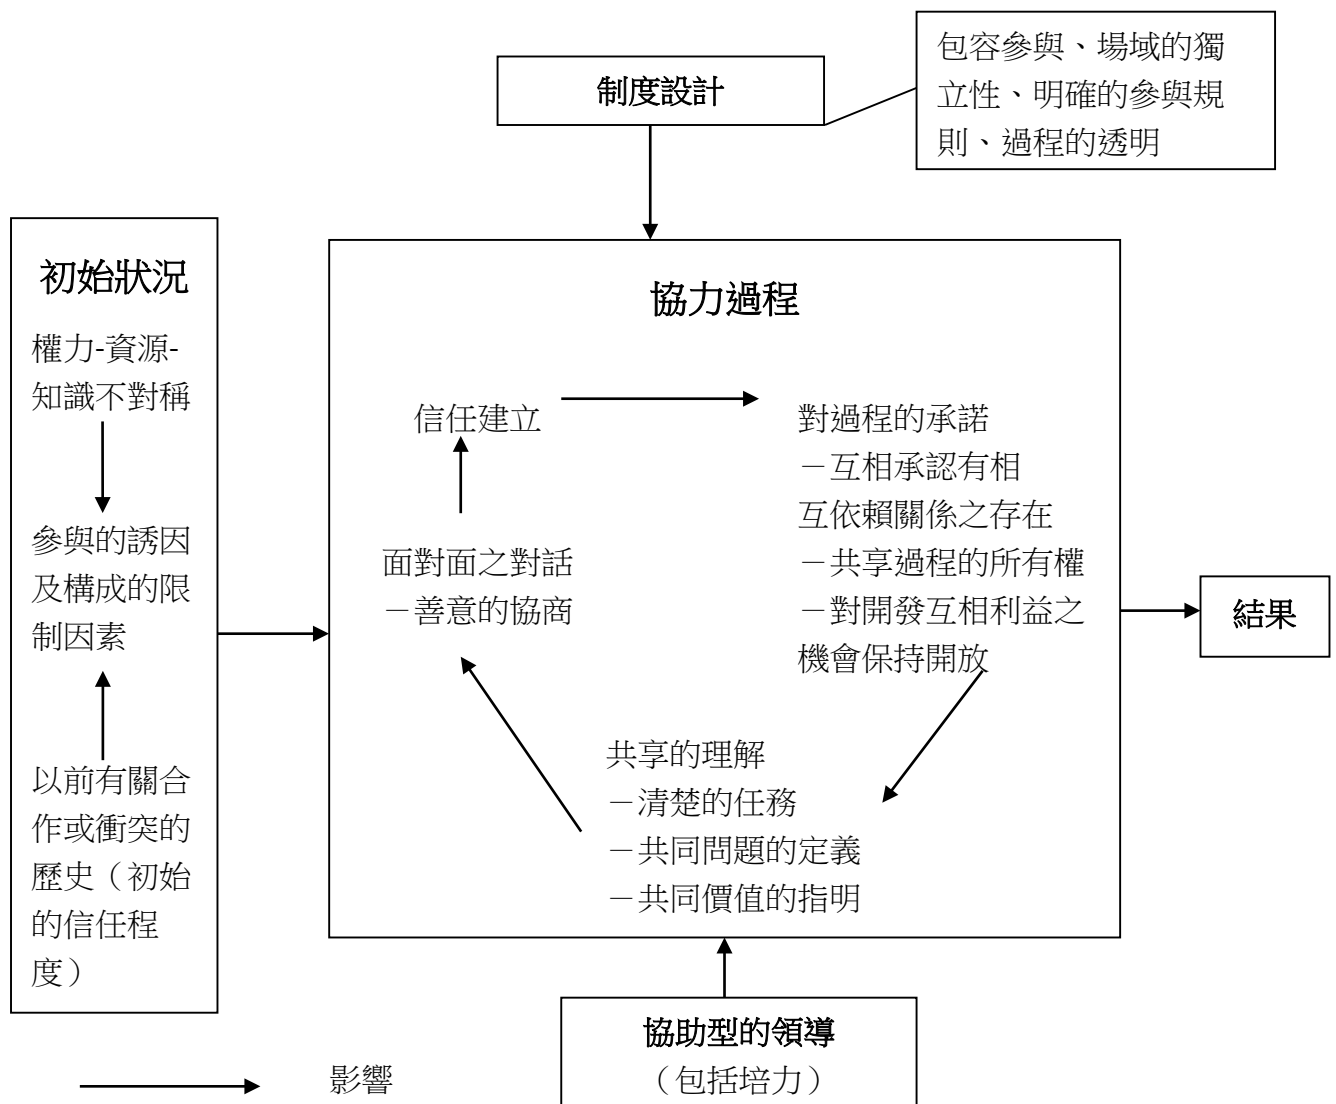 制度設計
包容參與、場域的獨
立性、明確的參與規
則、過程的透明
初始狀況
權力-資源-
知識不對稱
參與的誘因
及構成的限
制因素
以前有關合
作或衝突的
歷史（初始
的信任程
度）
協力過程
信任建立
對過程的承諾
－互相承認有相
互依賴關係之存在
－共享過程的所有權
－對開發互相利益之
機會保持開放
面對面之對話
－善意的協商
共享的理解
－清楚的任務
－共同問題的定義
－共同價值的指明
結果
協助型的領導
（包括培力）
影響